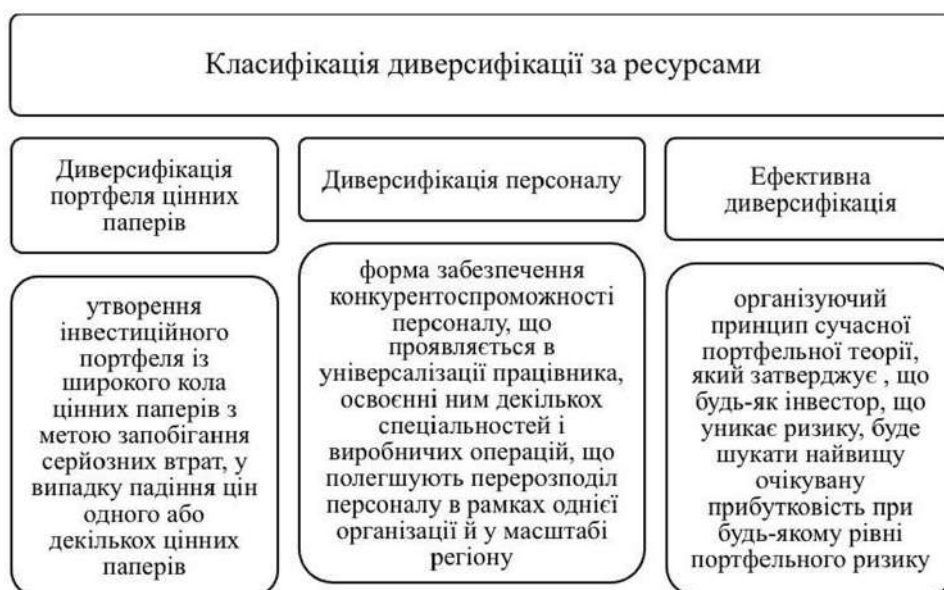 Класифікація диверсифікації за ресурсами
Диверсифікація
портфеля цінних
паперів
утворення
інвестиційного
портфеля із
широкого кола
цінних паперів з
метою запобігання
серйозних втрат, у
випадку падіння цін
одного або
декількох цінних
паперів
Диверсифікація персоналу
форма забезпечення
конкурентоспроможності
персоналу, що
проявляється в
універсалізації працівника,
освоєнні ним декількох
спеціальностей і
виробничих операцій, що
полегшують перерозподіл
персоналу в рамках однієї
організації й у масштабі
регіону
Ефективна
диверсифікація
організуючий
принцип сучасної
портфельної теорії,
який затверджує , що
будь-як інвестор, що
уникає ризику, буде
шукати найвищу
очікувану
прибутковість при
будь-якому рівні
портфельного ризику